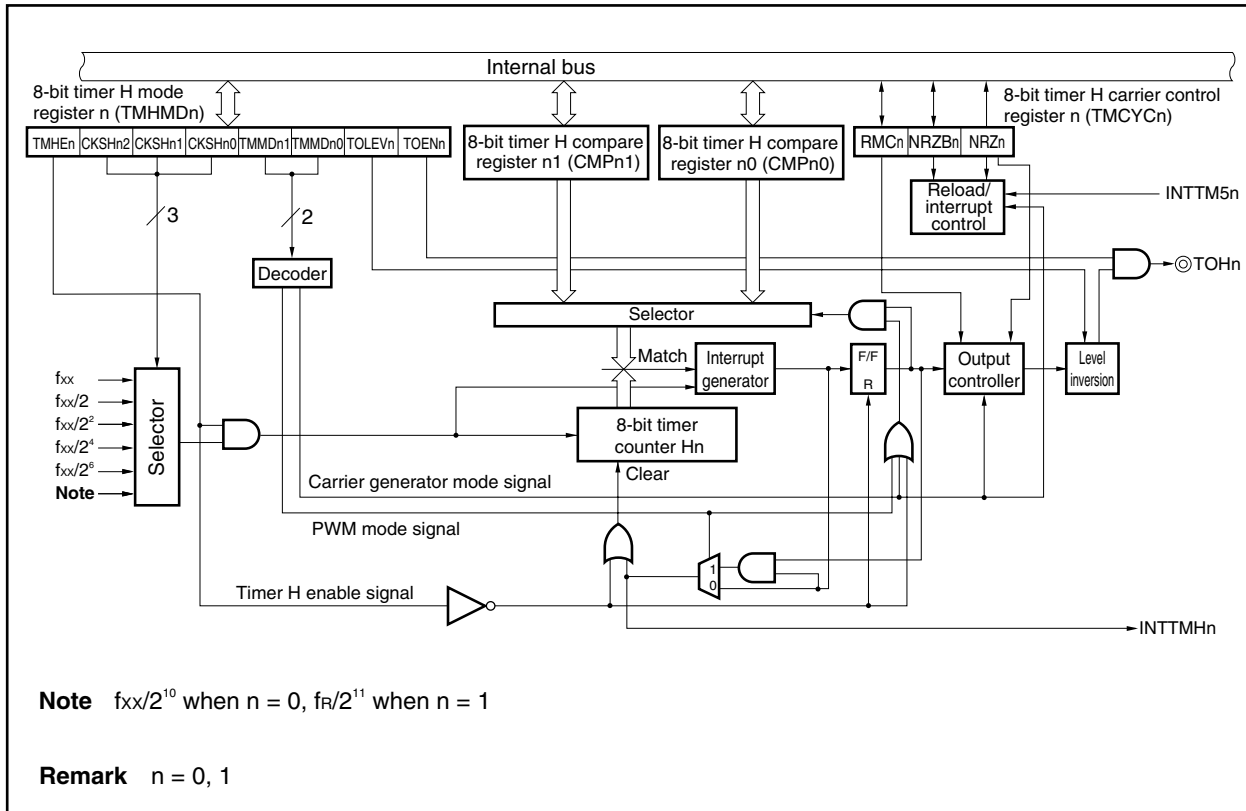 Internal bus
8-bit timer H mode
register n (TMHMDn)
8-bit timer H carrier control
register n (TMCYCn)
TMHEn CKSHn2 CKSHn1 CKSHn0 TMMDn1 TMMDn0 TOLEVn TOENn
8-bit timer H compare
register n1 (CMPn1)
8-bit timer H compare
register n0 (CMPn0)
RMCn NRZBn NRZn
Reload/
interrupt
control
INTTM5n
3
2
Decoder
TOHn
Selector
Match
Interrupt
generator
F/F
R
Output
controller
Level
inversion
fxx
fxx/2
fxx/2²
fxx/2⁴
fxx/2⁶
Note
Selector
8-bit timer
counter Hn
Clear
Carrier generator mode signal
PWM mode signal
1
0
Timer H enable signal
INTTMHn
Note fxx/2¹⁰ when n = 0, fR/2¹¹ when n = 1
Remark n = 0, 1